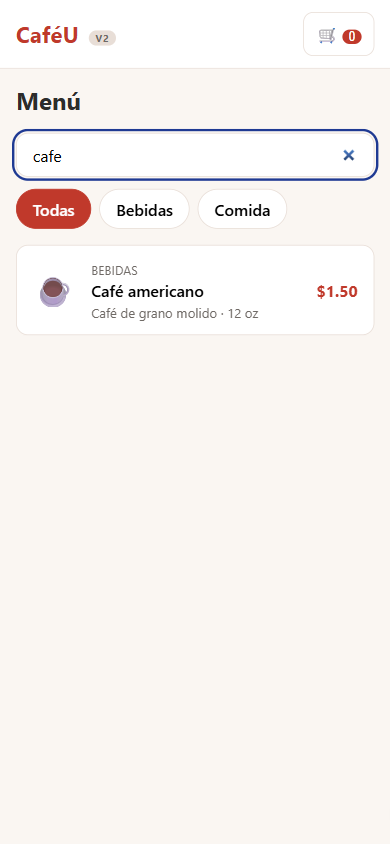 CaféU V2
0
Menú
cafe ×
Todas Bebidas Comida
BEBIDAS
Café americano
$1.50
Café de grano molido · 12 oz